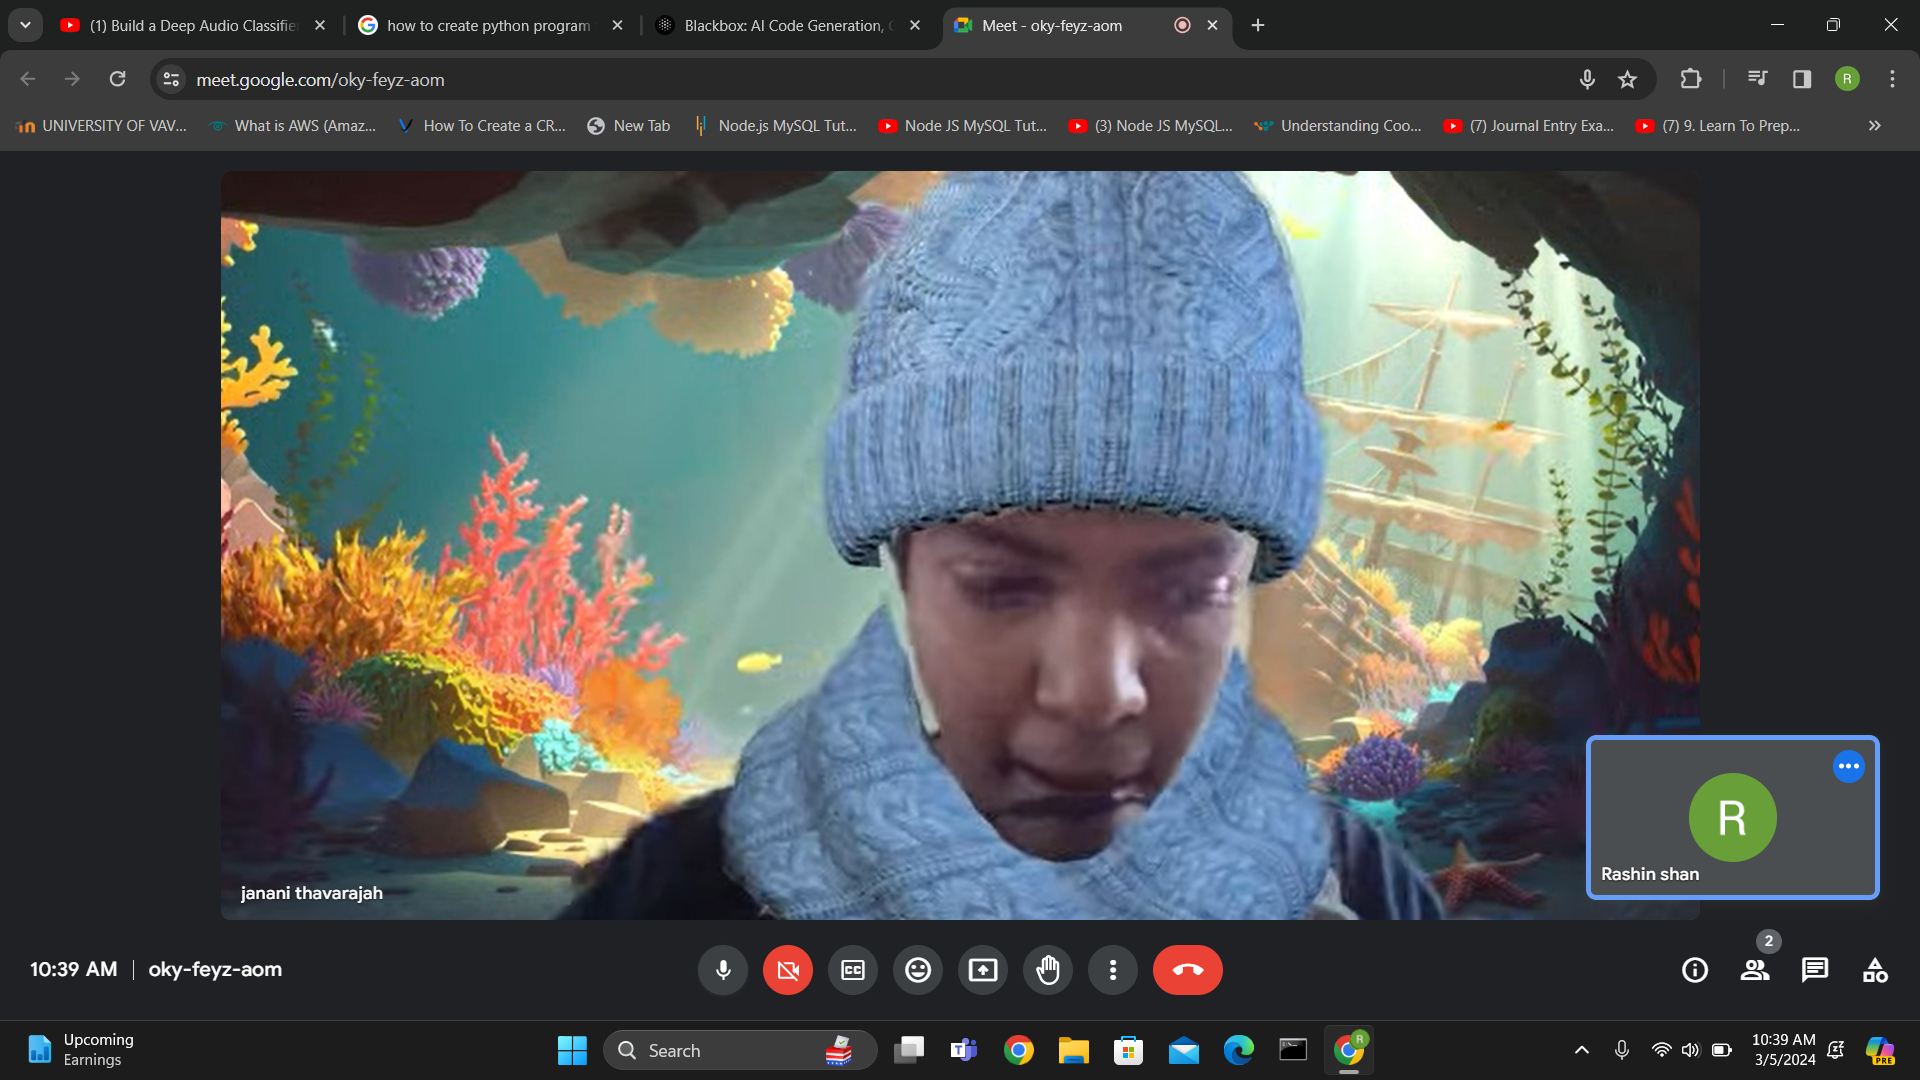 (1) Build a Deep Audio Classifie
how to create python program
Blackbox: AI Code Generation,
Meet - oky-feyz-aom
meet.google.com/oky-feyz-aom
R
UNIVERSITY OF VAV...
What is AWS (Amaz...
How To Create a CR...
New Tab
Node.js MySQL Tut...
Node JS MySQL Tut...
(3) Node JS MySQL...
Understanding Coo...
(7) Journal Entry Exa...
(7) 9. Learn To Prep...
R
Rashin shan
janani thavarajah
10:39 AM
oky-feyz-aom
CC
2
Upcoming
Earnings
Search
R
10:39 AM
3/5/2024
PRE